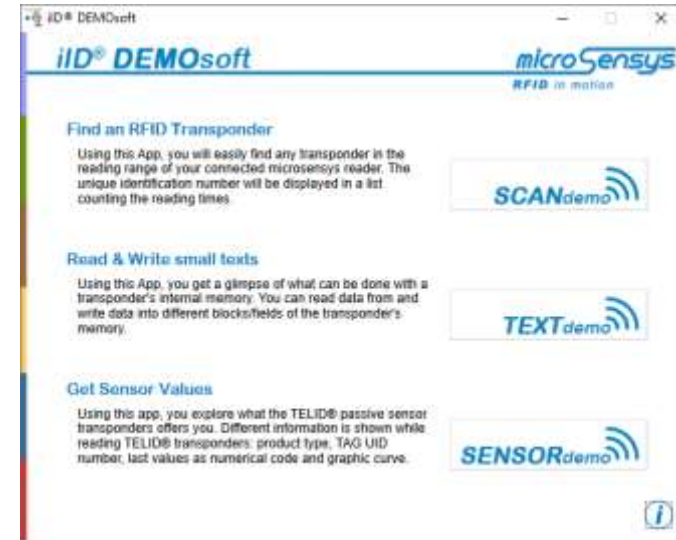 iID® DEMOsoft
iID® DEMOsoft
microSensys
RFID in motion
Find an RFID Transponder
Using this App, you will easily find any transponder in the
reading range of your connected microsensys reader. The
unique identification number will be displayed in a list
counting the reading times.
SCANdemo
Read & Write small texts
Using this App, you get a glimpse of what can be done with a
transponder's internal memory. You can read data from and
write data into different blocks/fields of the transponder's
memory.
TEXTdemo
Get Sensor Values
Using this app, you explore what the TELID® passive sensor
transponders offers you. Different information is shown while
reading TELID® transponders: product type, TAG UID
number, last values as numerical code and graphic curve.
SENSORdemo
i